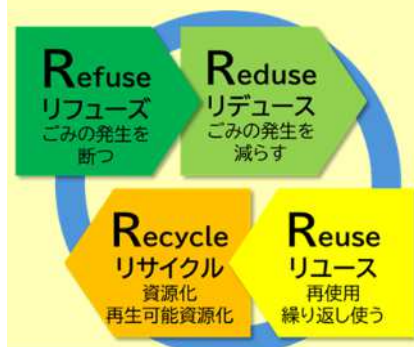 Refuse
リフューズ
ごみの発生を
断つ
Reduse
リデュース
ごみの発生を
減らす
Reuse
リユース
再使用
繰り返し使う
Recycle
リサイクル
資源化
再生可能資源化